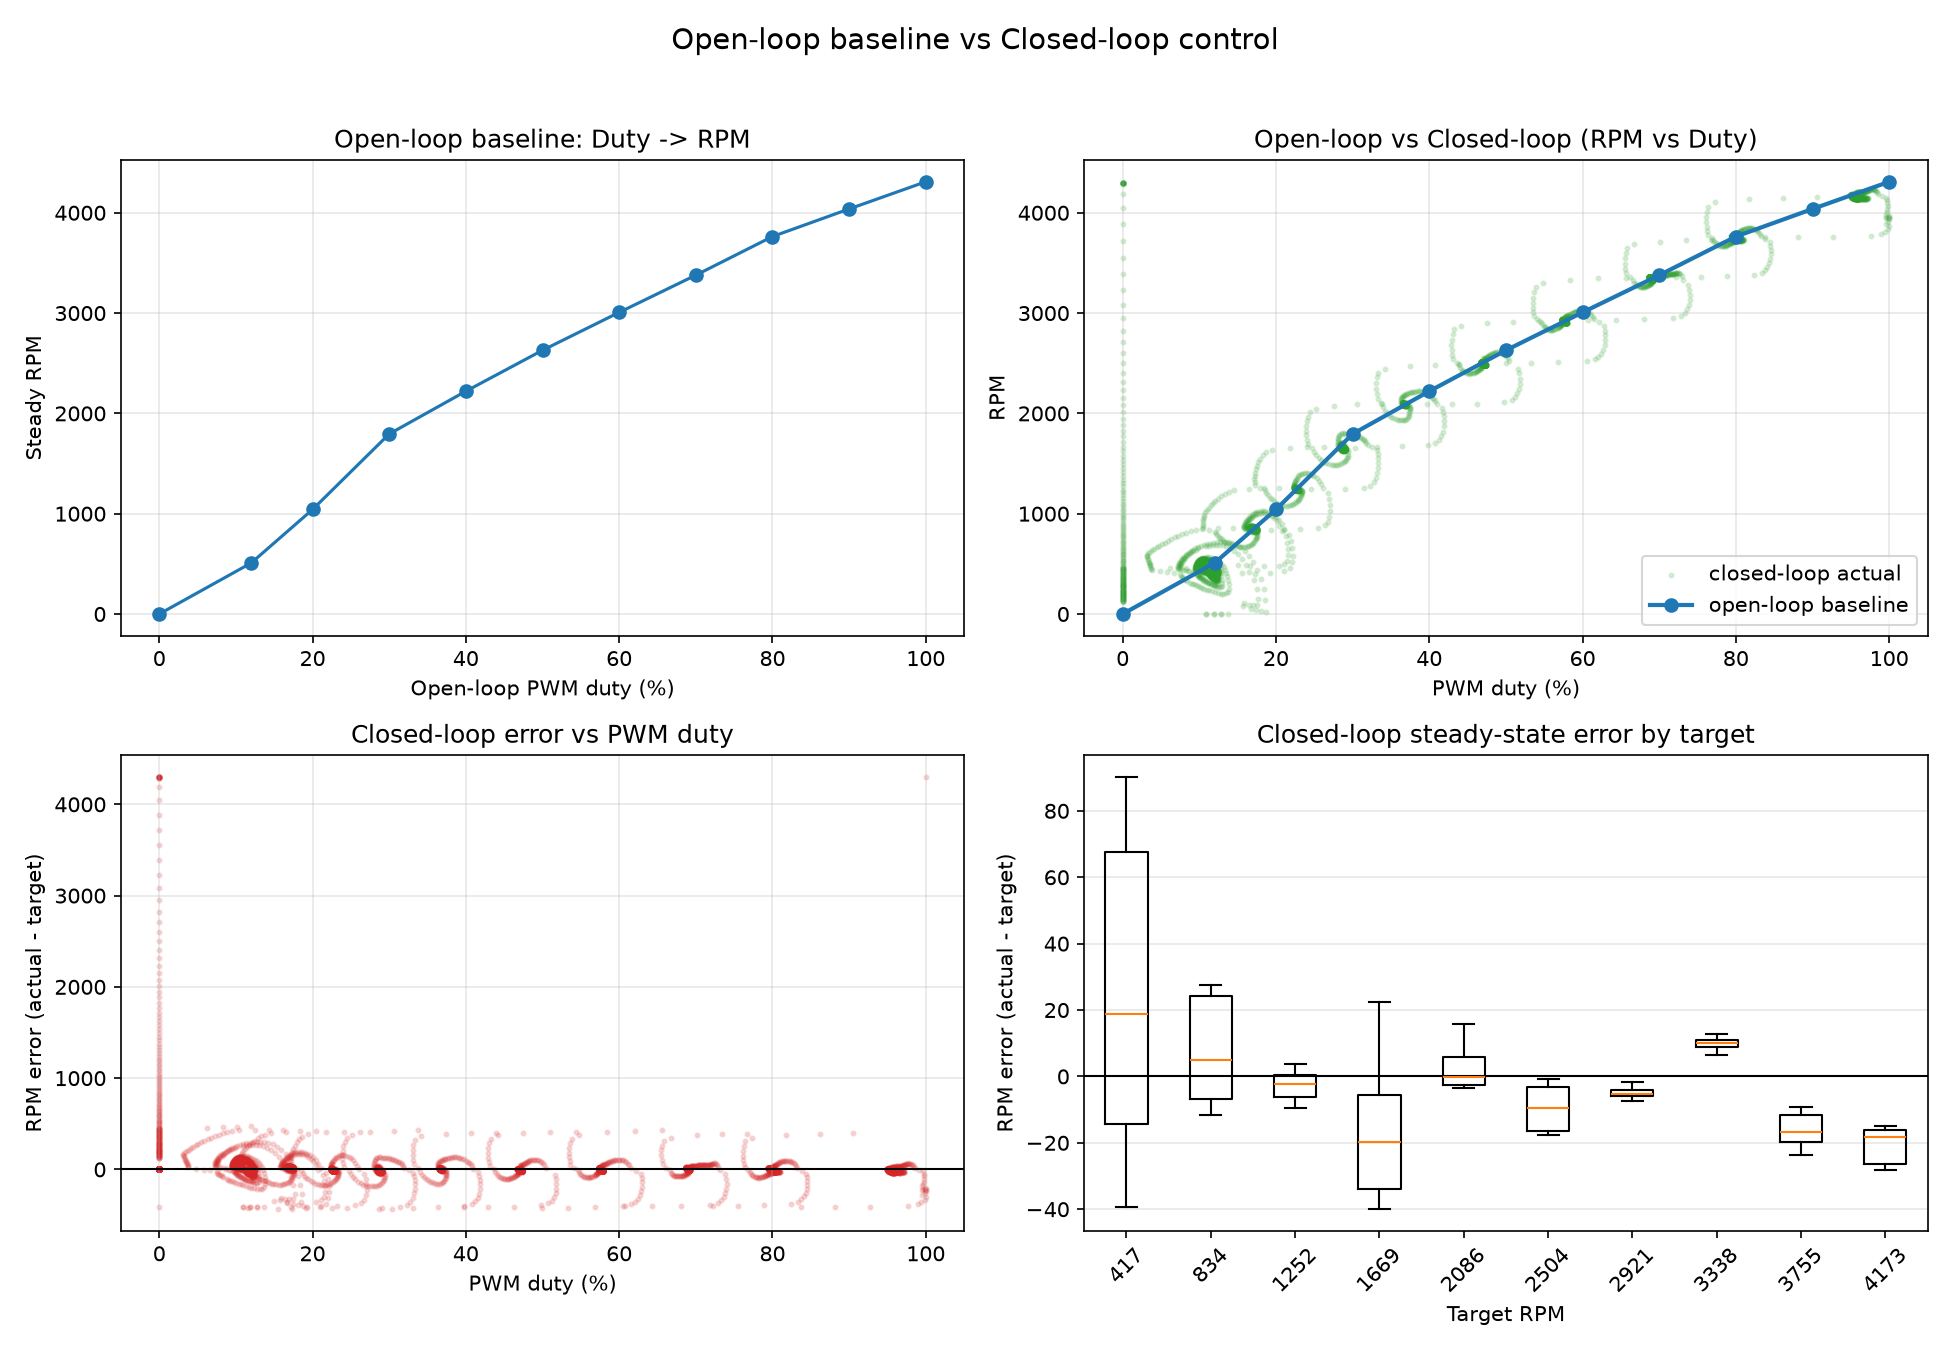 Open-loop baseline vs Closed-loop control
Open-loop baseline: Duty -> RPM
Steady RPM
4000
3000
2000
1000
0
0 20 40 60 80 100
Open-loop PWM duty (%)
Open-loop vs Closed-loop (RPM vs Duty)
RPM
4000
3000
2000
1000
0
closed-loop actual
open-loop baseline
0 20 40 60 80 100
PWM duty (%)
Closed-loop error vs PWM duty
RPM error (actual - target)
4000
3000
2000
1000
0
0 20 40 60 80 100
PWM duty (%)
Closed-loop steady-state error by target
RPM error (actual - target)
80
60
40
20
0
−20
−40
417 834 1252 1669 2086 2504 2921 3338 3755 4173
Target RPM